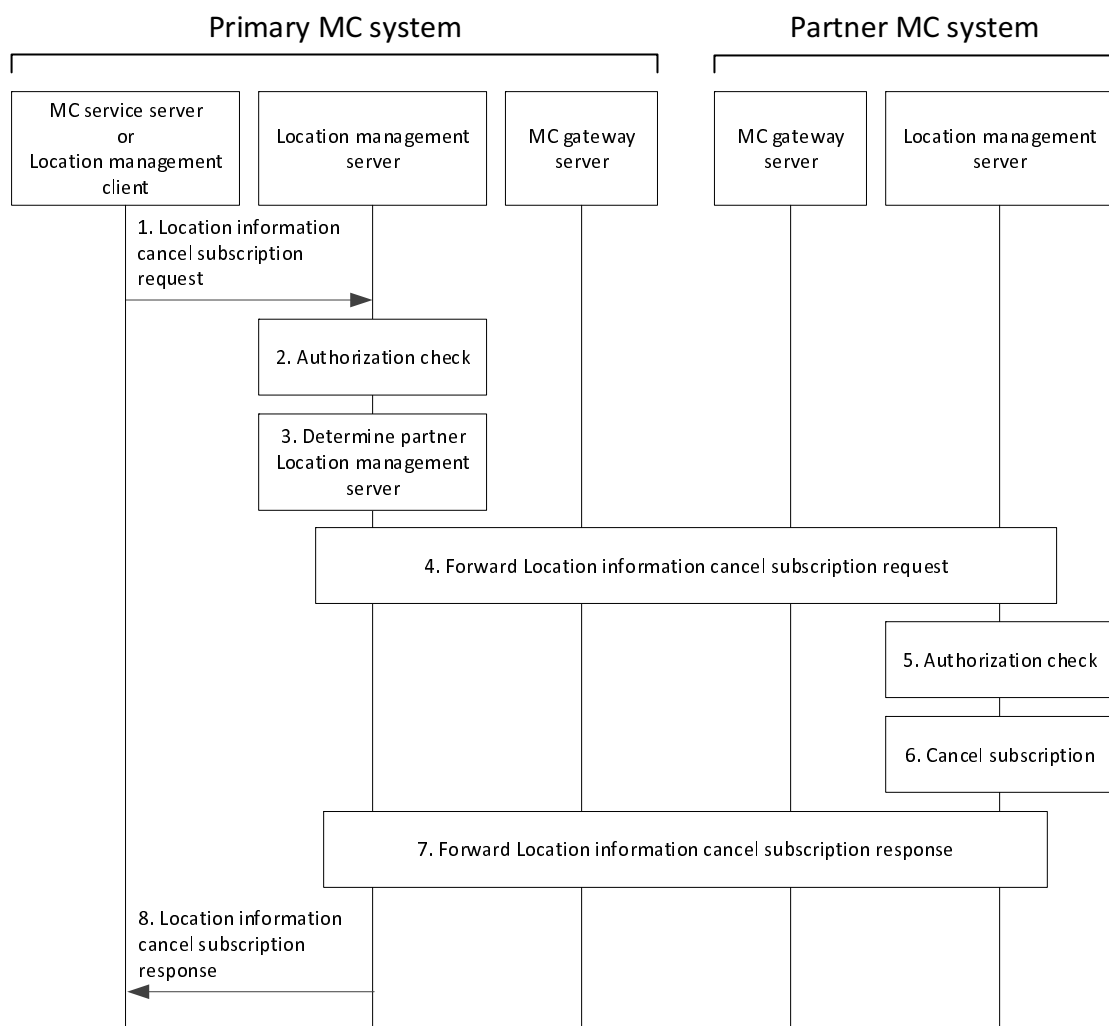 Primary MC system
Partner MC system
MC service server
or
Location management
client
Location management
server
MC gateway
server
MC gateway
server
Location management
server
1. Location information
cancel subscription
request
2. Authorization check
3. Determine partner
Location management
server
4. Forward Location information cancel subscription request
5. Authorization check
6. Cancel subscription
7. Forward Location information cancel subscription response
8. Location information
cancel subscription
response